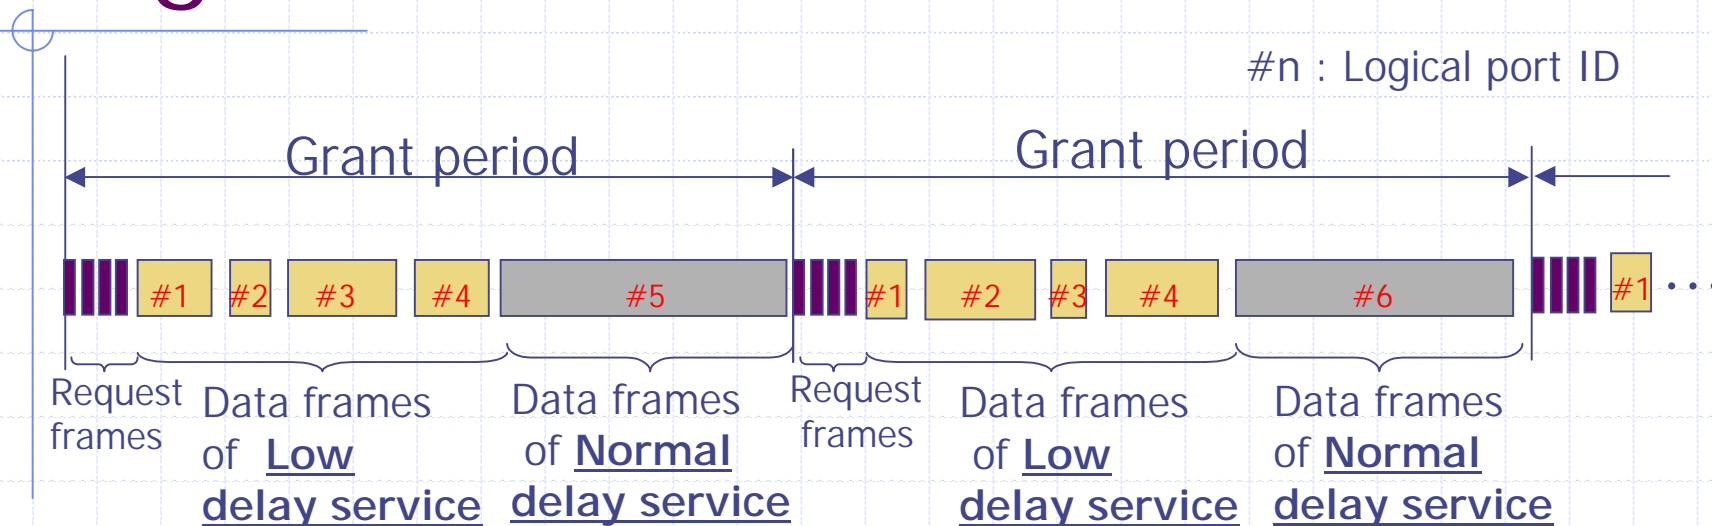 #n : Logical port ID
Grant period
Grant period
#1 #2 #3 #4 #5 #1 #2 #3 #4 #6 #1 ...
Request
frames
Data frames
of Low
delay service
Data frames
of Normal
delay service
Request
frames
Data frames
of Low
delay service
Data frames
of Normal
delay service